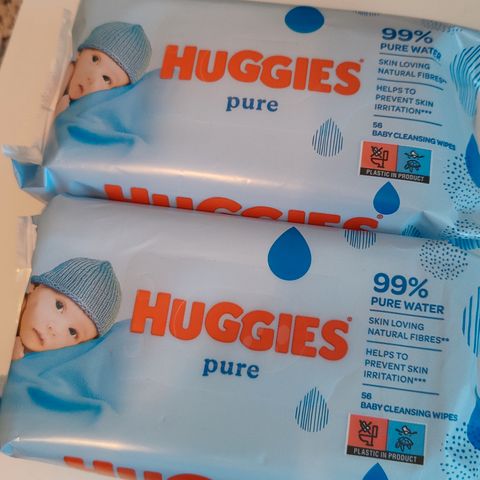 HUGGIES®
pure
99%
PURE WATER
SKIN LOVING
NATURAL FIBRES**
HELPS TO
PREVENT SKIN
IRRITATION***
56
BABY CLEANSING WIPES
PLASTIC IN PRODUCT
HUGGIES
HUGGIES®
pure
99%
PURE WATER
SKIN LOVING
NATURAL FIBRES**
HELPS TO
PREVENT SKIN
IRRITATION***
56
BABY CLEANSING WIPES
PLASTIC IN PRODUCT